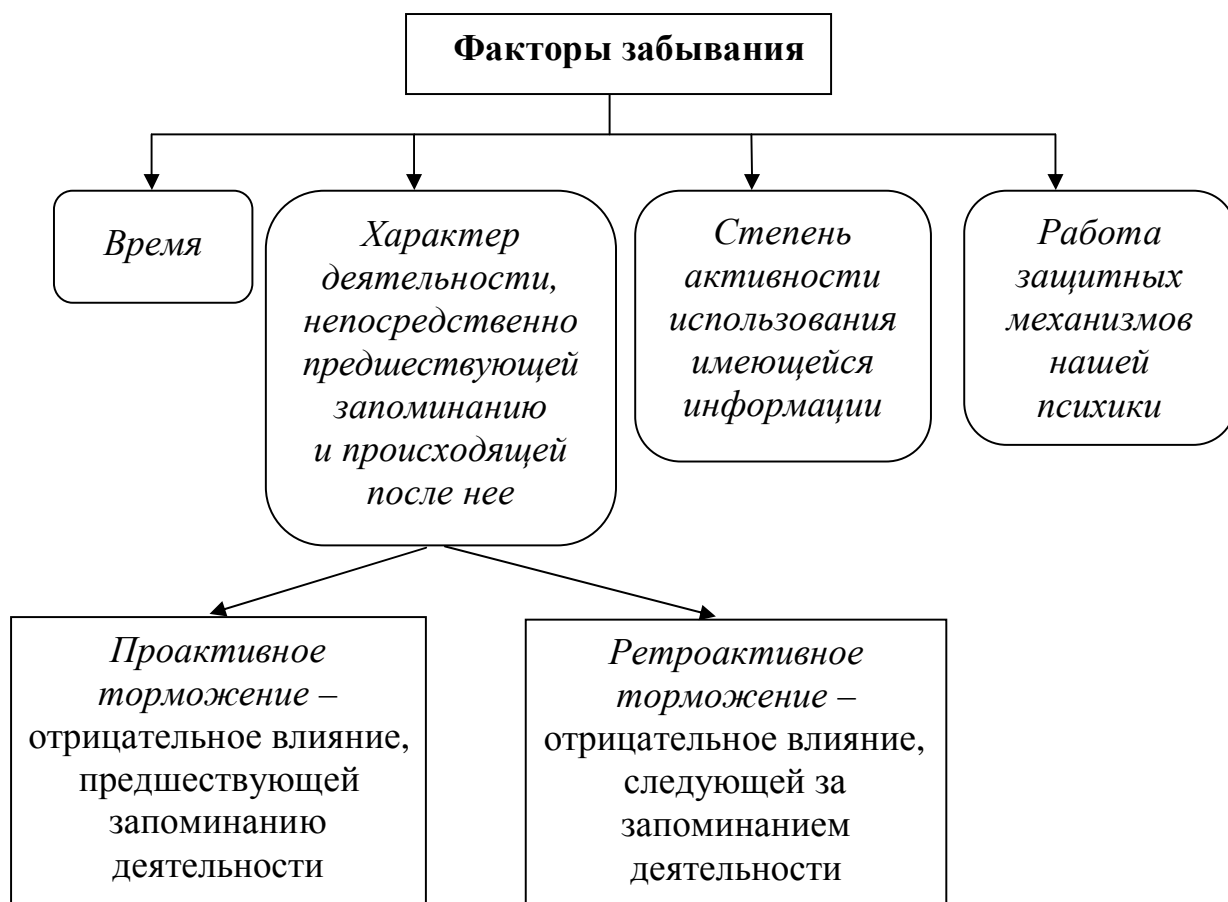 Факторы забывания
Время
Характер
деятельности,
непосредственно
предшествующей
запоминанию
и происходящей
после нее
Степень
активности
использования
имеющейся
информации
Работа
защитных
механизмов
нашей
психики
Проактивное
торможение –
отрицательное влияние,
предшествующей
запоминанию
деятельности
Ретроактивное
торможение –
отрицательное влияние,
следующей за
запоминанием
деятельности